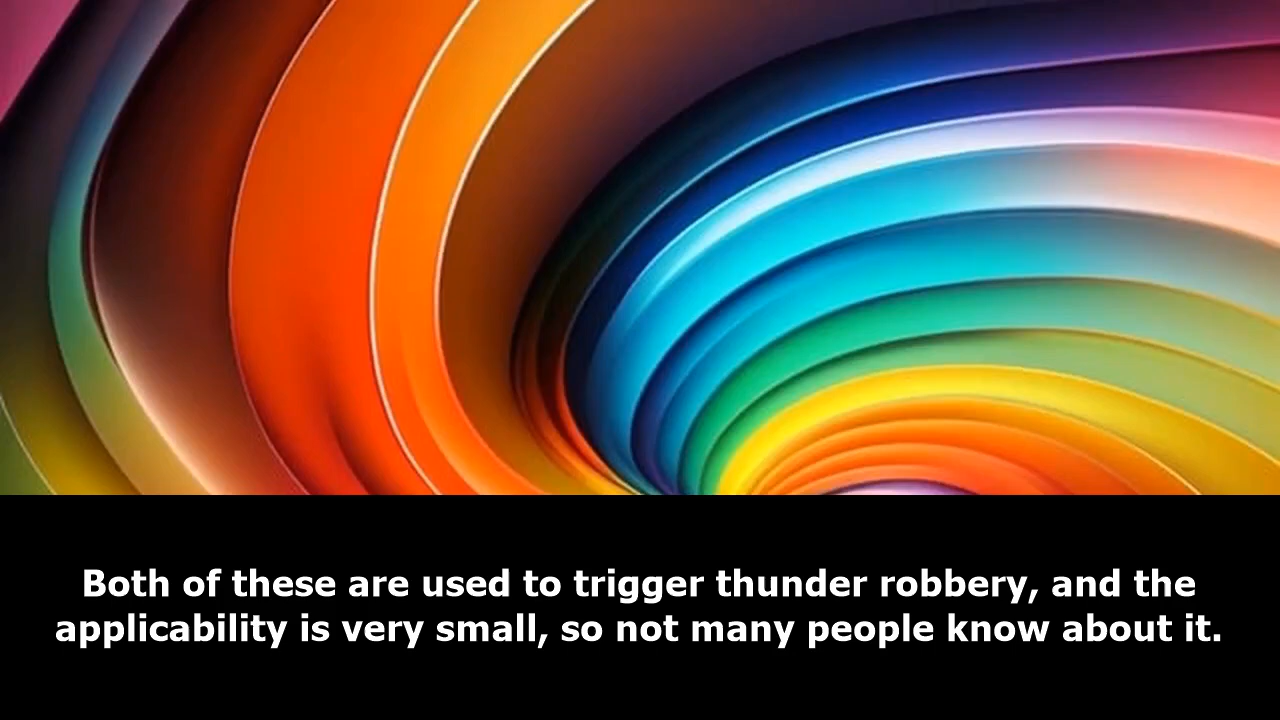 Both of these are used to trigger thunder robbery, and the
applicability is very small, so not many people know about it.